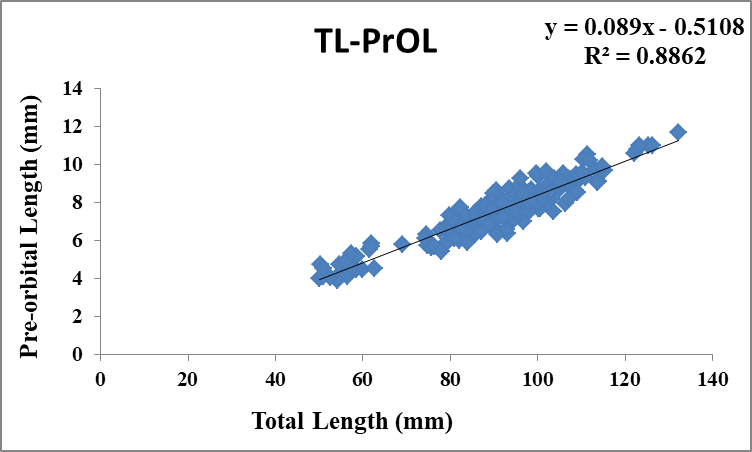 TL-PrOL
y = 0.089x - 0.5108
R² = 0.8862
Pre-orbital Length (mm)
14
12
10
8
6
4
2
0
0 20 40 60 80 100 120 140
Total Length (mm)